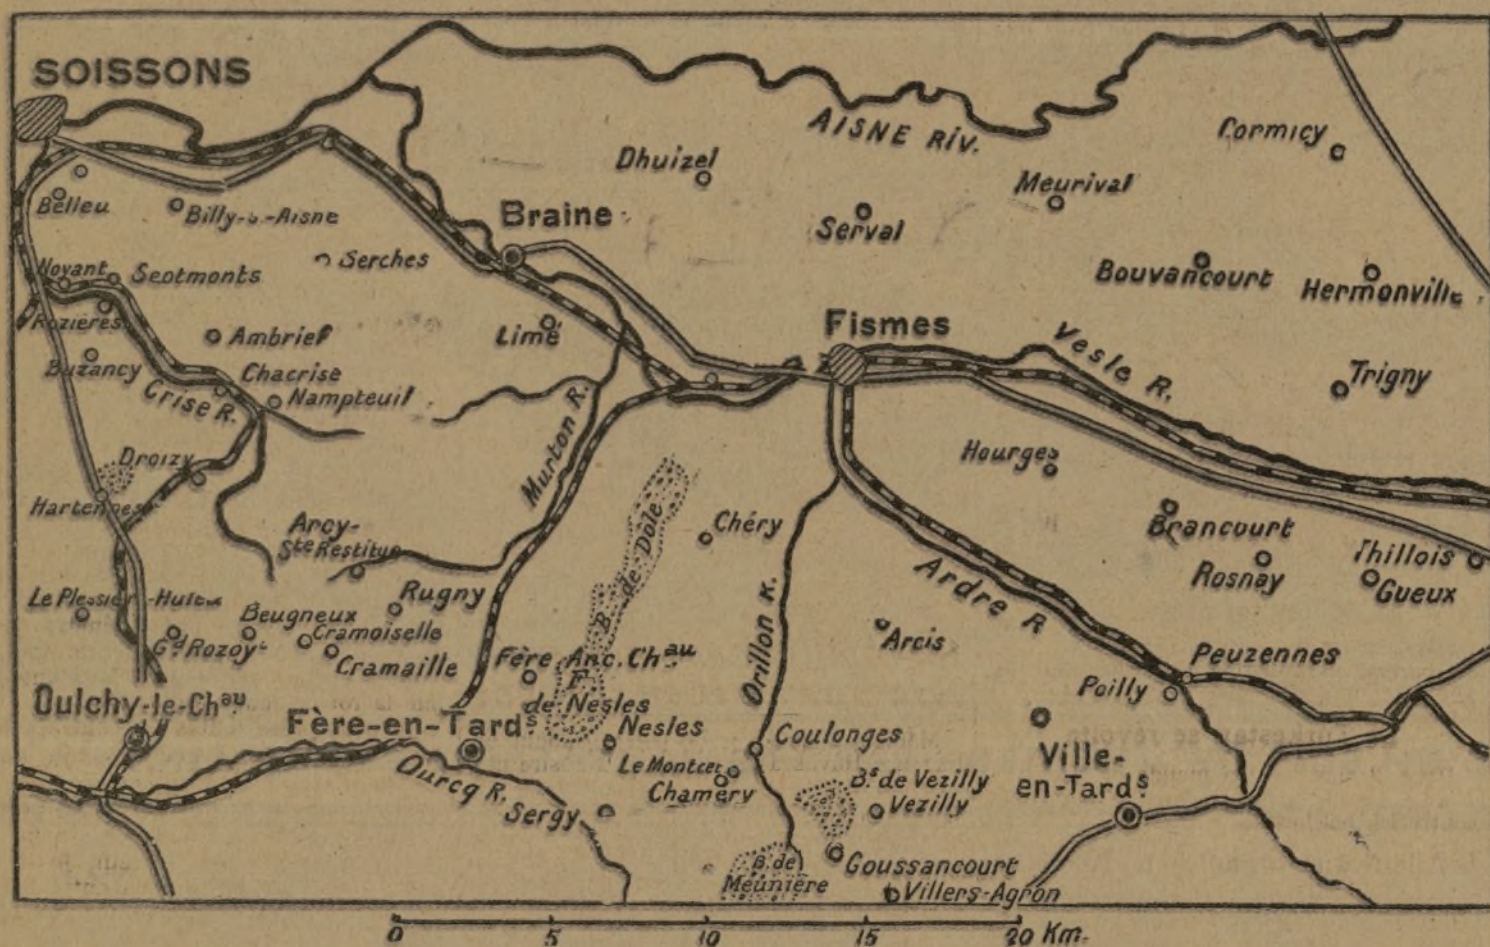 SOISSONS
AISNE RIV.
Cormicy
Dhuizel
Meurival
Belleu
Billy-s-Aisne
Braine
Serval
Noyant
Septmonts
Serches
Bouvancourt
Hermonville
Rozières
Ambrief
Limé
Fismes
Vesle R.
Buzancy
Chacrise
Trigny
Crise R.
Nampteuil
Murton R.
Droizy
Hourges
Hartennes
Arcy-
Ste Restitue
B. de Dôle
Chéry
Brancourt
Thillois
Ardre R
Rosnay
Gueux
Le Plessier-Huleu
Rugny
Beugneux
Cramoiselle
Gd Rozoy
Cramaille
Orillon R.
Arcis
Fère Anc. Chau
Peuzennes
F.
de Nesles
Poilly
Oulchy-le-Chau
Fère-en-Tards
Nesles
Coulonges
Ville-
en-Tards
Ourcq R.
Chaméry
Bs de Vezilly
Vezilly
Sergy
B. de
Meunière
Goussancourt
Villers-Agron
0 5 10 20 Km.